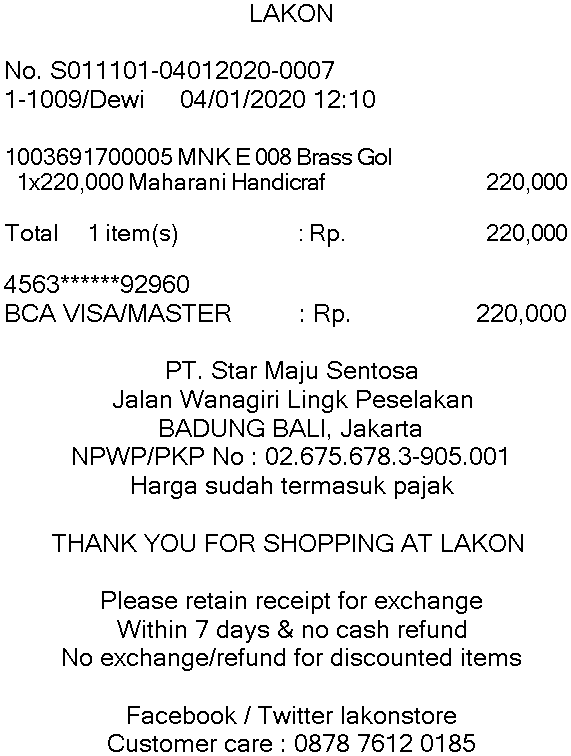 LAKON
No. S011101-04012020-0007
1-1009/Dewi 04/01/2020 12:10
1003691700005 MNK E 008 Brass Gol
1x220,000 Maharani Handicraf 220,000
Total 1 item(s) : Rp. 220,000
4563******92960
BCA VISA/MASTER : Rp. 220,000
PT. Star Maju Sentosa
Jalan Wanagiri Lingk Peselakan
BADUNG BALI, Jakarta
NPWP/PKP No : 02.675.678.3-905.001
Harga sudah termasuk pajak
THANK YOU FOR SHOPPING AT LAKON
Please retain receipt for exchange
Within 7 days & no cash refund
No exchange/refund for discounted items
Facebook / Twitter lakonstore
Customer care : 0878 7612 0185